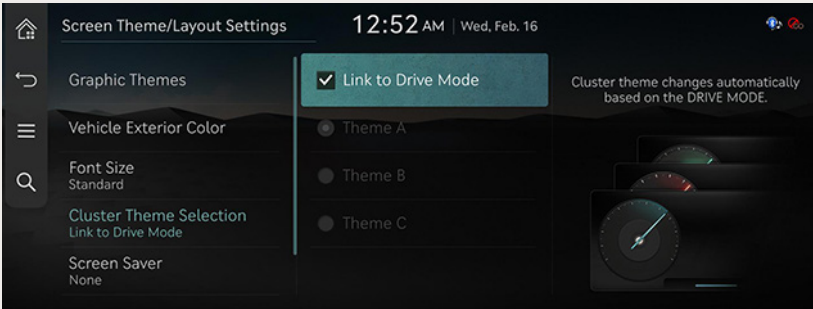 Screen Theme/Layout Settings
12:52 AM | Wed, Feb. 16
Graphic Themes
Vehicle Exterior Color
Font Size
Standard
Cluster Theme Selection
Link to Drive Mode
Screen Saver
None
Link to Drive Mode
Theme A
Theme B
Theme C
Cluster theme changes automatically
based on the DRIVE MODE.